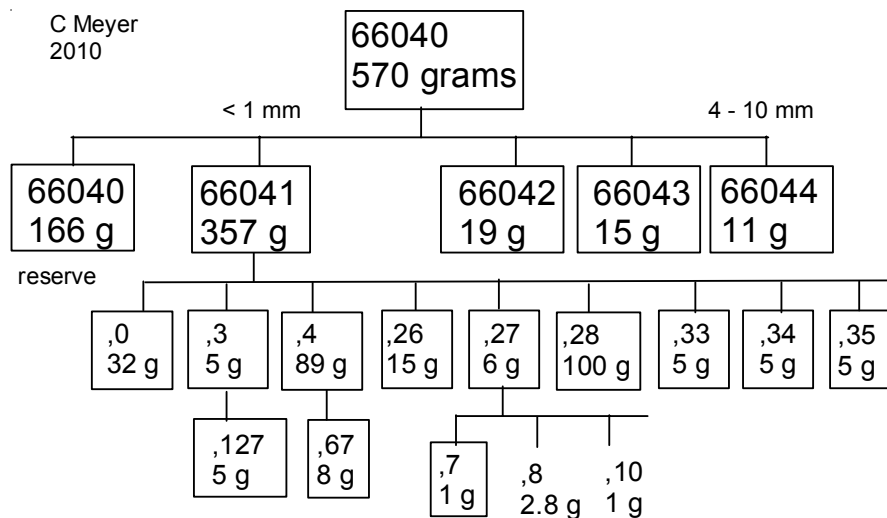 C Meyer
2010
66040
570 grams
< 1 mm
4 - 10 mm
66040
166 g
66041
357 g
66042
19 g
66043
15 g
66044
11 g
reserve
,0
32 g
,3
5 g
,4
89 g
,26
15 g
,27
6 g
,28
100 g
,33
5 g
,34
5 g
,35
5 g
,127
5 g
,67
8 g
,7
1 g
,8
2.8 g
,10
1 g